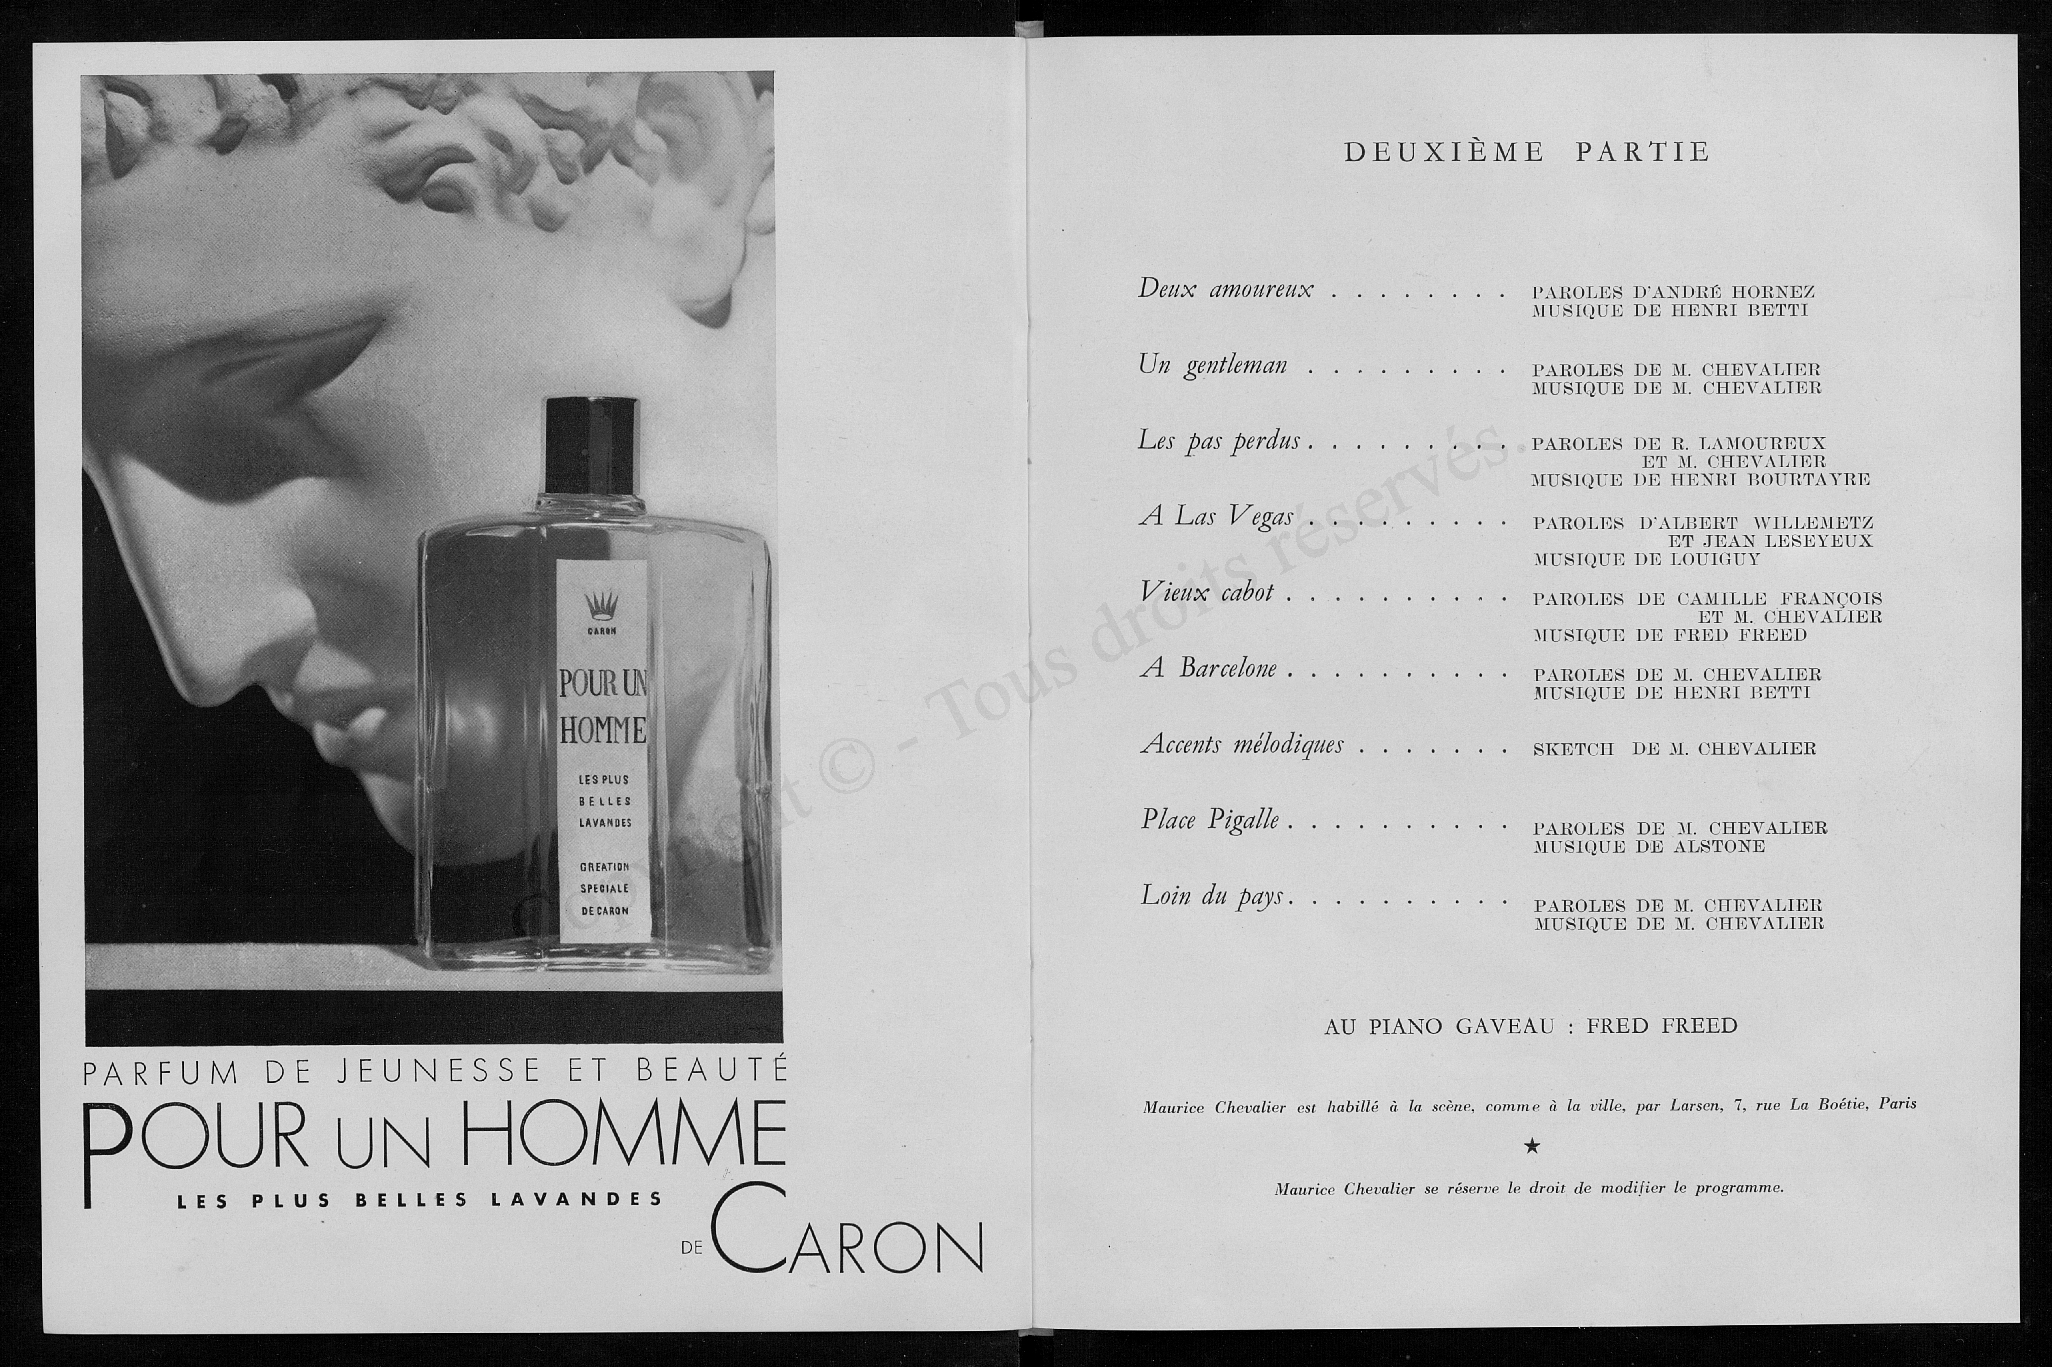 CARON
POUR UN
HOMME
LES PLUS
BELLES
LAVANDES
CREATION
SPECIALE
DE CARON
PARFUM DE JEUNESSE ET BEAUTÉ
POUR UN HOMME
LES PLUS BELLES LAVANDES
DE CARON
DEUXIÈME PARTIE
Deux amoureux . . . . . . . . PAROLES D'ANDRÉ HORNEZ
MUSIQUE DE HENRI BETTI
Un gentleman . . . . . . . . . PAROLES DE M. CHEVALIER
MUSIQUE DE M. CHEVALIER
Les pas perdus . . . . . . . . . PAROLES DE R. LAMOUREUX
ET M. CHEVALIER
MUSIQUE DE HENRI BOURTAYRE
A Las Vegas . . . . . . . . . PAROLES D'ALBERT WILLEMETZ
ET JEAN LESEYEUX
MUSIQUE DE LOUIGUY
Vieux cabot . . . . . . . . . . PAROLES DE CAMILLE FRANÇOIS
ET M. CHEVALIER
MUSIQUE DE FRED FREED
A Barcelone . . . . . . . . . . PAROLES DE M. CHEVALIER
MUSIQUE DE HENRI BETTI
Accents mélodiques . . . . . . . SKETCH DE M. CHEVALIER
Place Pigalle . . . . . . . . . . PAROLES DE M. CHEVALIER
MUSIQUE DE ALSTONE
Loin du pays . . . . . . . . . . PAROLES DE M. CHEVALIER
MUSIQUE DE M. CHEVALIER
AU PIANO GAVEAU : FRED FREED
Maurice Chevalier est habillé à la scène, comme à la ville, par Larsen, 7, rue La Boétie, Paris
★
Maurice Chevalier se réserve le droit de modifier le programme.
Copyright © - Tous droits réservés.